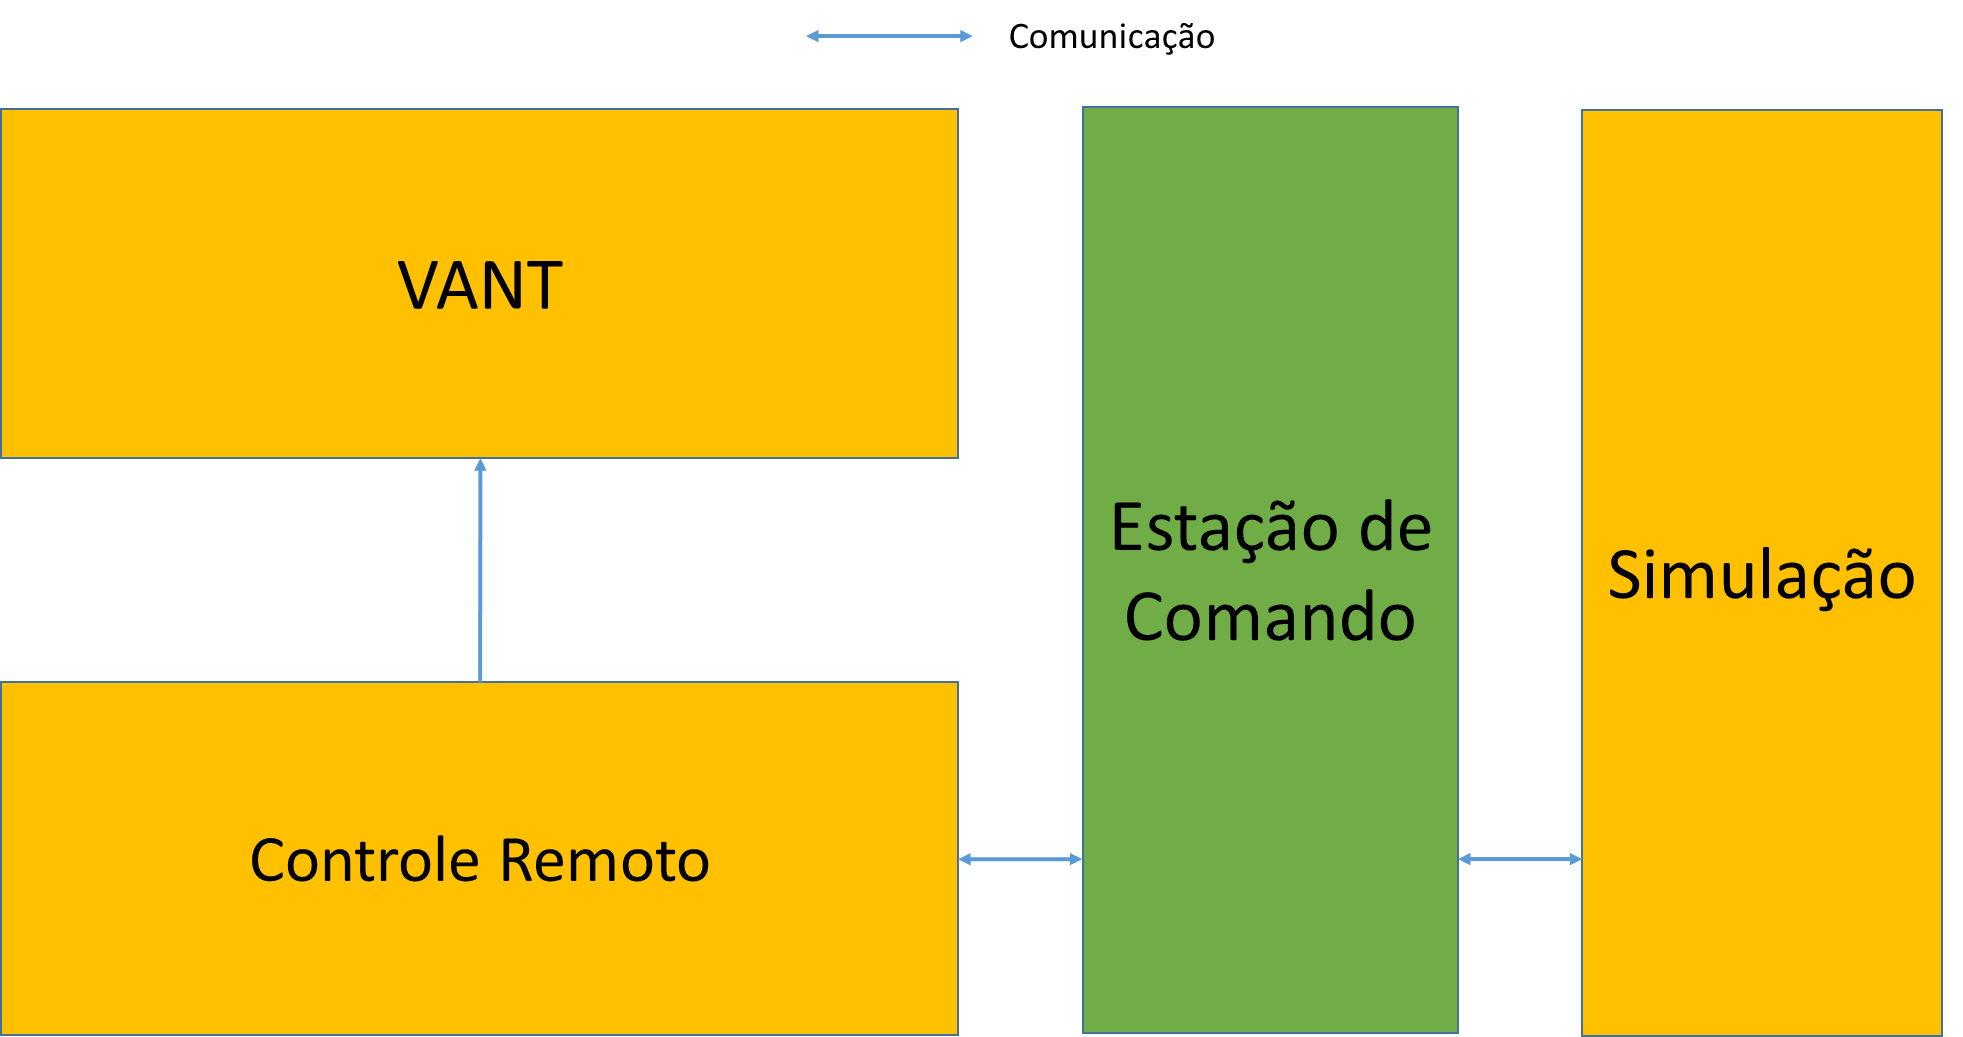 Comunicação
VANT
Estação de
Comando
Simulação
Controle Remoto